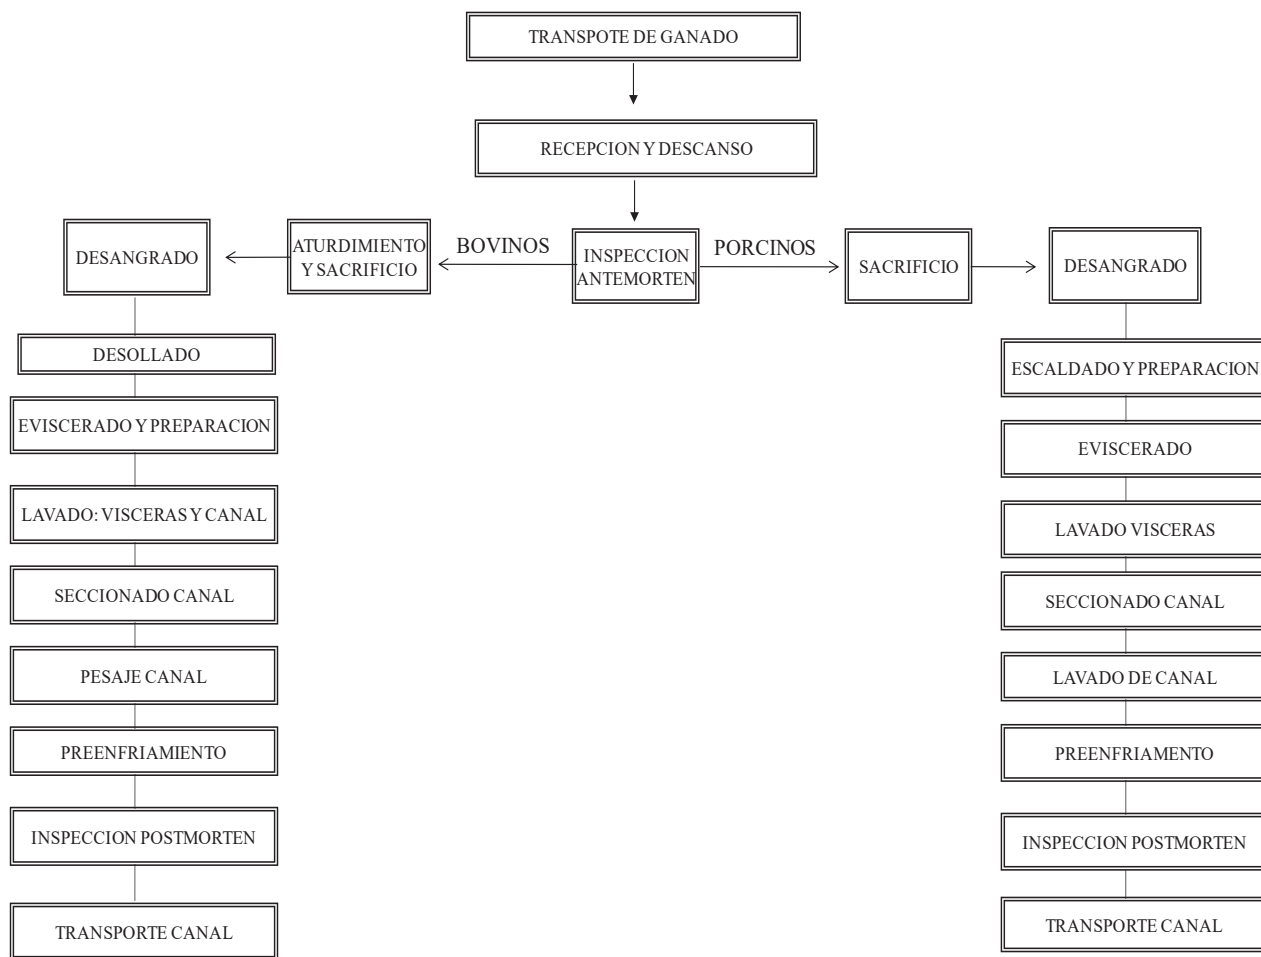 TRANSPOTE DE GANADO
RECEPCION Y DESCANSO
DESANGRADO
ATURDIMIENTO
Y SACRIFICIO
BOVINOS
INSPECCION
ANTEMORTEN
PORCINOS
SACRIFICIO
DESANGRADO
DESOLLADO
EVISCERADO Y PREPARACION
LAVADO: VISCERAS Y CANAL
SECCIONADO CANAL
PESAJE CANAL
PREENFRIAMIENTO
INSPECCION POSTMORTEN
TRANSPORTE CANAL
ESCALDADO Y PREPARACION
EVISCERADO
LAVADO VISCERAS
SECCIONADO CANAL
LAVADO DE CANAL
PREENFRIAMENTO
INSPECCION POSTMORTEN
TRANSPORTE CANAL